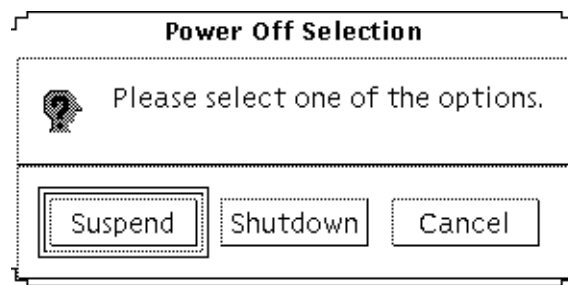 Power Off Selection
Please select one of the options.
Suspend Shutdown Cancel